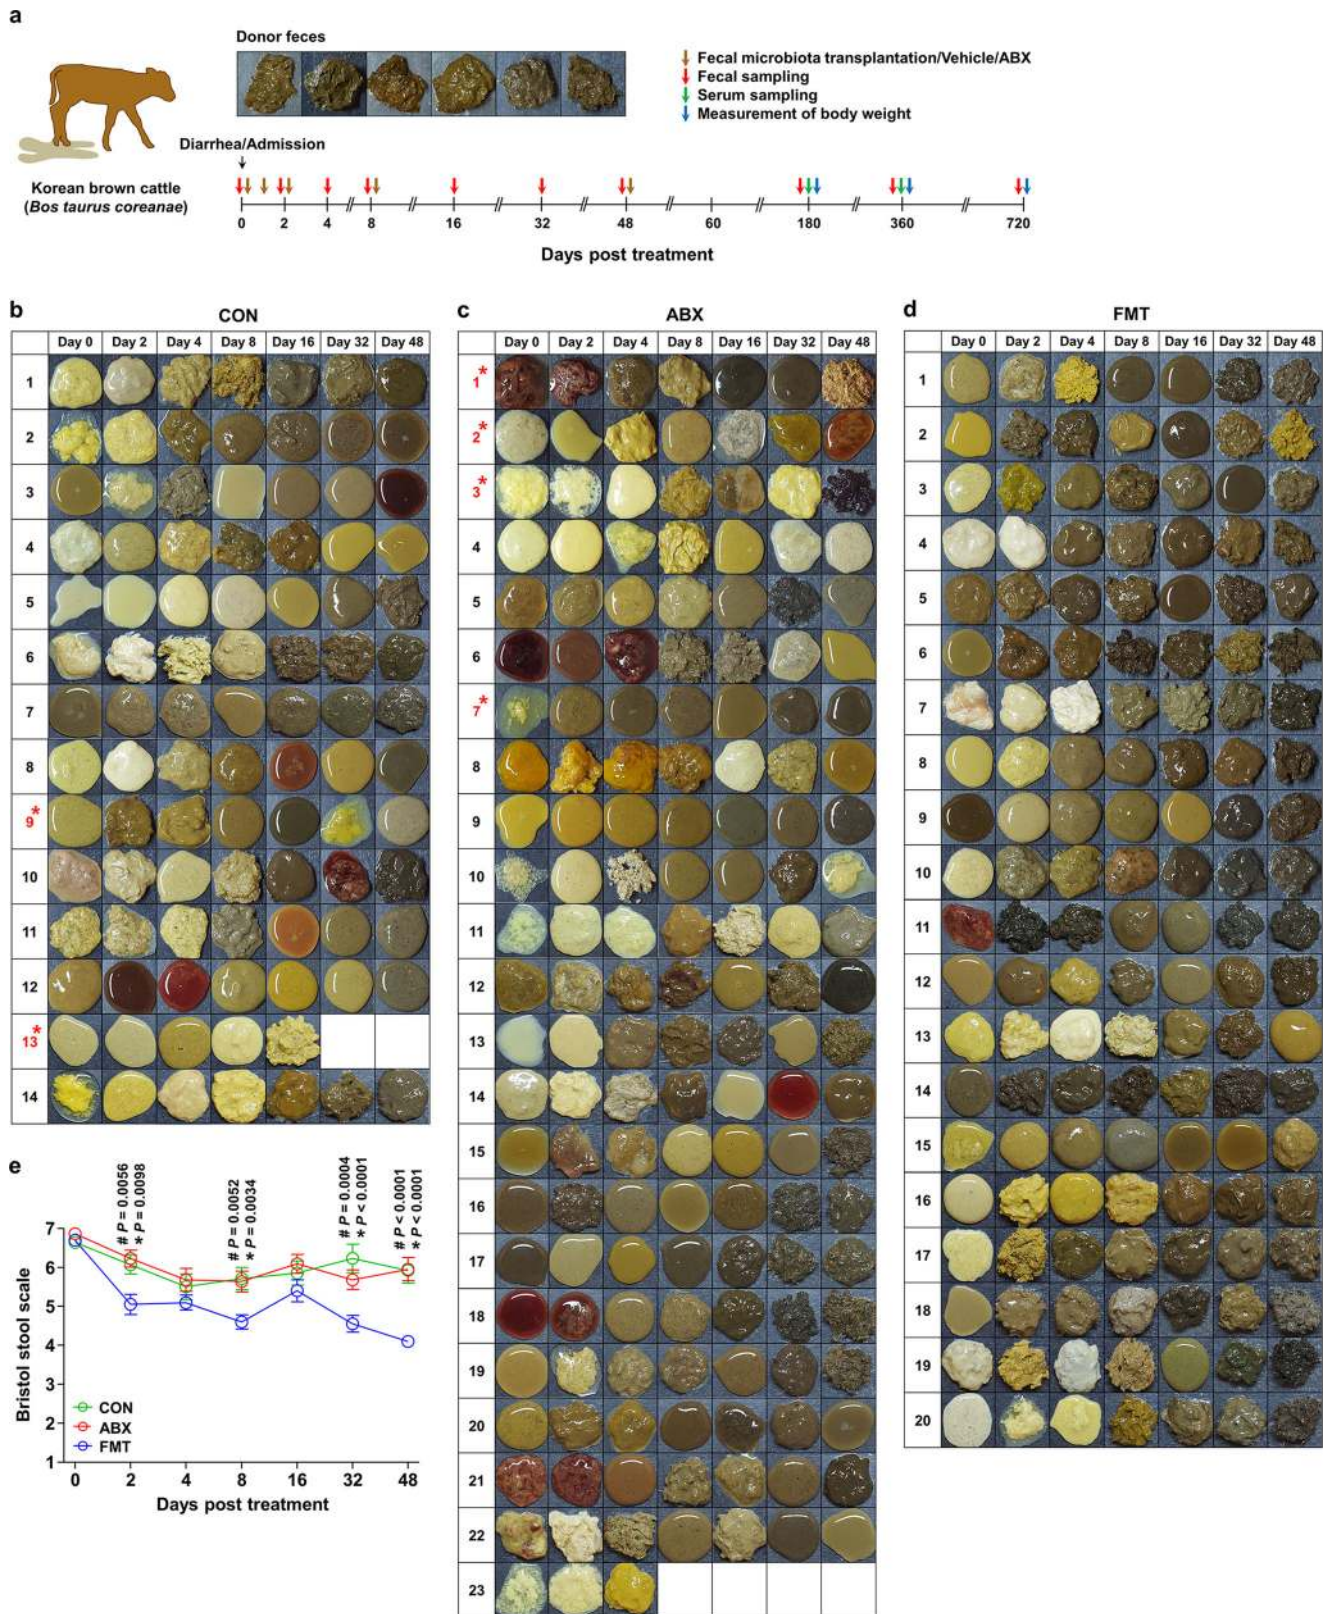 a
Donor feces
Fecal microbiota transplantation/Vehicle/ABX
Fecal sampling
Serum sampling
Measurement of body weight
Diarrhea/Admission
Korean brown cattle
(Bos taurus coreanae)
0 2 4 8 16 32 48 60 180 360 720
Days post treatment
b
CON
Day 0 Day 2 Day 4 Day 8 Day 16 Day 32 Day 48
1
2
3
4
5
6
7
8
9*
10
11
12
13*
14
c
ABX
Day 0 Day 2 Day 4 Day 8 Day 16 Day 32 Day 48
1*
2*
3*
4
5
6
7*
8
9
10
11
12
13
14
15
16
17
18
19
20
21
22
23
d
FMT
Day 0 Day 2 Day 4 Day 8 Day 16 Day 32 Day 48
1
2
3
4
5
6
7
8
9
10
11
12
13
14
15
16
17
18
19
20
e
# P = 0.0056
* P = 0.0098
# P = 0.0052
* P = 0.0034
# P = 0.0004
* P < 0.0001
# P < 0.0001
* P < 0.0001
Bristol stool scale
7
6
5
4
3
2
1
CON
ABX
FMT
0 2 4 8 16 32 48
Days post treatment